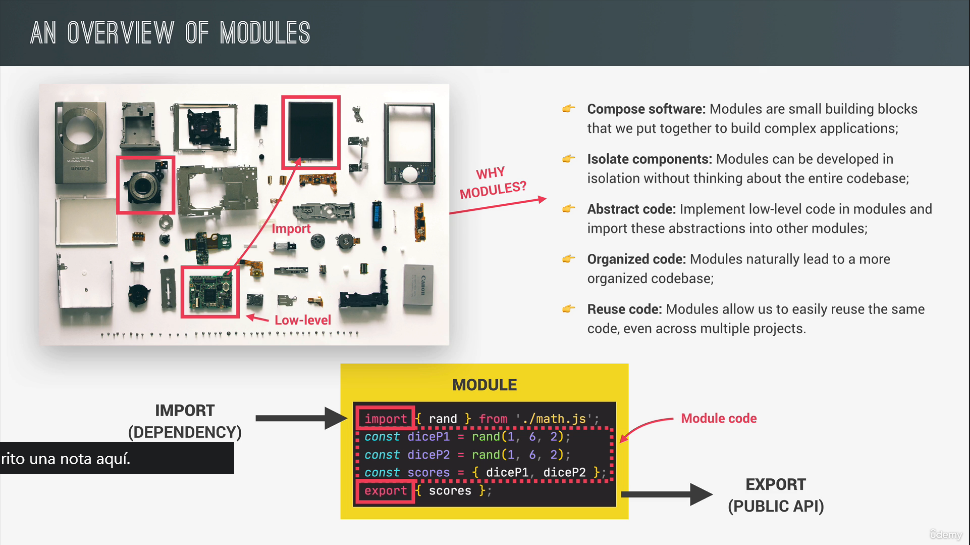 AN OVERVIEW OF MODULES
WHY
MODULES?
Import
Low-level
👉 Compose software: Modules are small building blocks
that we put together to build complex applications;
👉 Isolate components: Modules can be developed in
isolation without thinking about the entire codebase;
👉 Abstract code: Implement low-level code in modules and
import these abstractions into other modules;
👉 Organized code: Modules naturally lead to a more
organized codebase;
👉 Reuse code: Modules allow us to easily reuse the same
code, even across multiple projects.
IMPORT
(DEPENDENCY)
rito una nota aquí.
MODULE
import { rand } from './math.js';
const diceP1 = rand(1, 6, 2);
const diceP2 = rand(1, 6, 2);
const scores = { diceP1, diceP2 };
export { scores };
Module code
EXPORT
(PUBLIC API)
Udemy